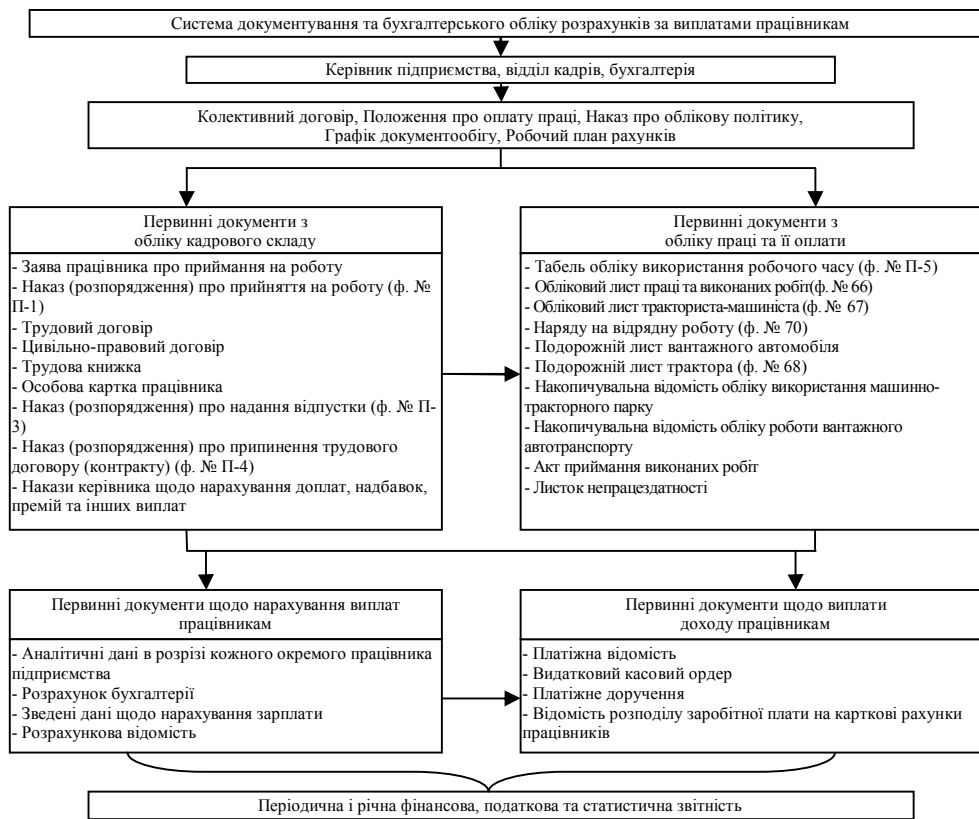 Система документування та бухгалтерського обліку розрахунків за виплатами працівникам
Керівник підприємства, відділ кадрів, бухгалтерія
Колективний договір, Положення про оплату праці, Наказ про облікову політику,
Графік документообігу, Робочий план рахунків
Первинні документи з
обліку кадрового складу
- Заява працівника про приймання на роботу
- Наказ (розпорядження) про прийняття на роботу (ф. №
П-1)
- Трудовий договір
- Цивільно-правовий договір
- Трудова книжка
- Особова картка працівника
- Наказ (розпорядження) про надання відпустки (ф. № П-
3)
- Наказ (розпорядження) про припинення трудового
договору (контракту) (ф. № П-4)
- Накази керівника щодо нарахування доплат, надбавок,
премій та інших виплат
Первинні документи з
обліку праці та її оплати
- Табель обліку використання робочого часу (ф. № П-5)
- Обліковий лист праці та виконаних робіт(ф. № 66)
- Обліковий лист тракториста-машиніста (ф. № 67)
- Наряду на відрядну роботу (ф. № 70)
- Подорожній лист вантажного автомобіля
- Подорожній лист трактора (ф. № 68)
- Накопичувальна відомість обліку використання машинно-
тракторного парку
- Накопичувальна відомість обліку роботи вантажного
автотранспорту
- Акт приймання виконаних робіт
- Листок непрацездатності
Первинні документи щодо нарахування виплат
працівникам
- Аналітичні дані в розрізі кожного окремого працівника
підприємства
- Розрахунок бухгалтерії
- Зведені дані щодо нарахування зарплати
- Розрахункова відомість
Первинні документи щодо виплати
доходу працівникам
- Платіжна відомість
- Видатковий касовий ордер
- Платіжне доручення
- Відомість розподілу заробітної плати на карткові рахунки
працівників
Періодична і річна фінансова, податкова та статистична звітність